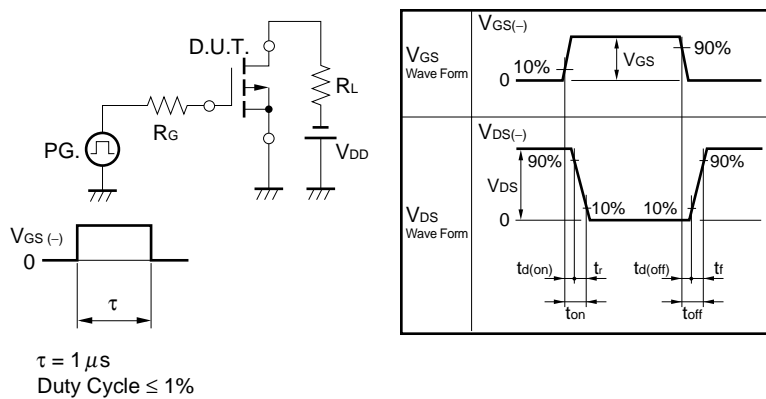 D.U.T.
RL
RG
PG.
VDD
VGS (−)
0
τ
τ = 1 μs
Duty Cycle ≤ 1%
VGS
Wave Form
VGS(−)
10%
VGS
90%
0
VDS
Wave Form
VDS(−)
90%
90%
VDS
10%
10%
0
td(on)
tr
td(off)
tf
ton
toff